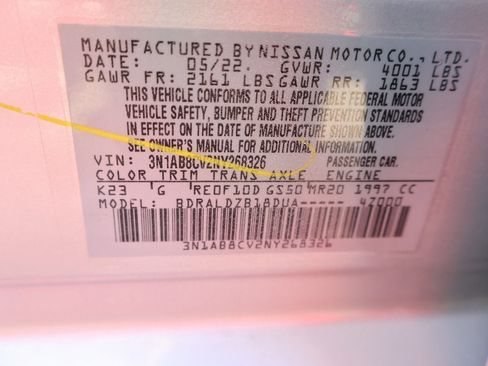 MANUFACTURED BY NISSAN MOTOR CO., LTD.
DATE: 05/22 GVWR: 4001 LBS
GAWR FR: 2161 LBS GAWR RR: 1863 LBS
THIS VEHICLE CONFORMS TO ALL APPLICABLE FEDERAL MOTOR
VEHICLE SAFETY, BUMPER AND THEFT PREVENTION STANDARDS
IN EFFECT ON THE DATE OF MANUFACTURE SHOWN ABOVE.
SEE OWNER'S MANUAL FOR ADDITIONAL INFORMATION.
VIN: 3N1AB8CV2NY268326 PASSENGER CAR.
COLOR TRIM TRANS AXLE ENGINE
K23 G RE0F10D GS50 MR20 1997 CC
MODEL: BDRALDZB18DUA----- 4Z000
3N1AB8CV2NY268326